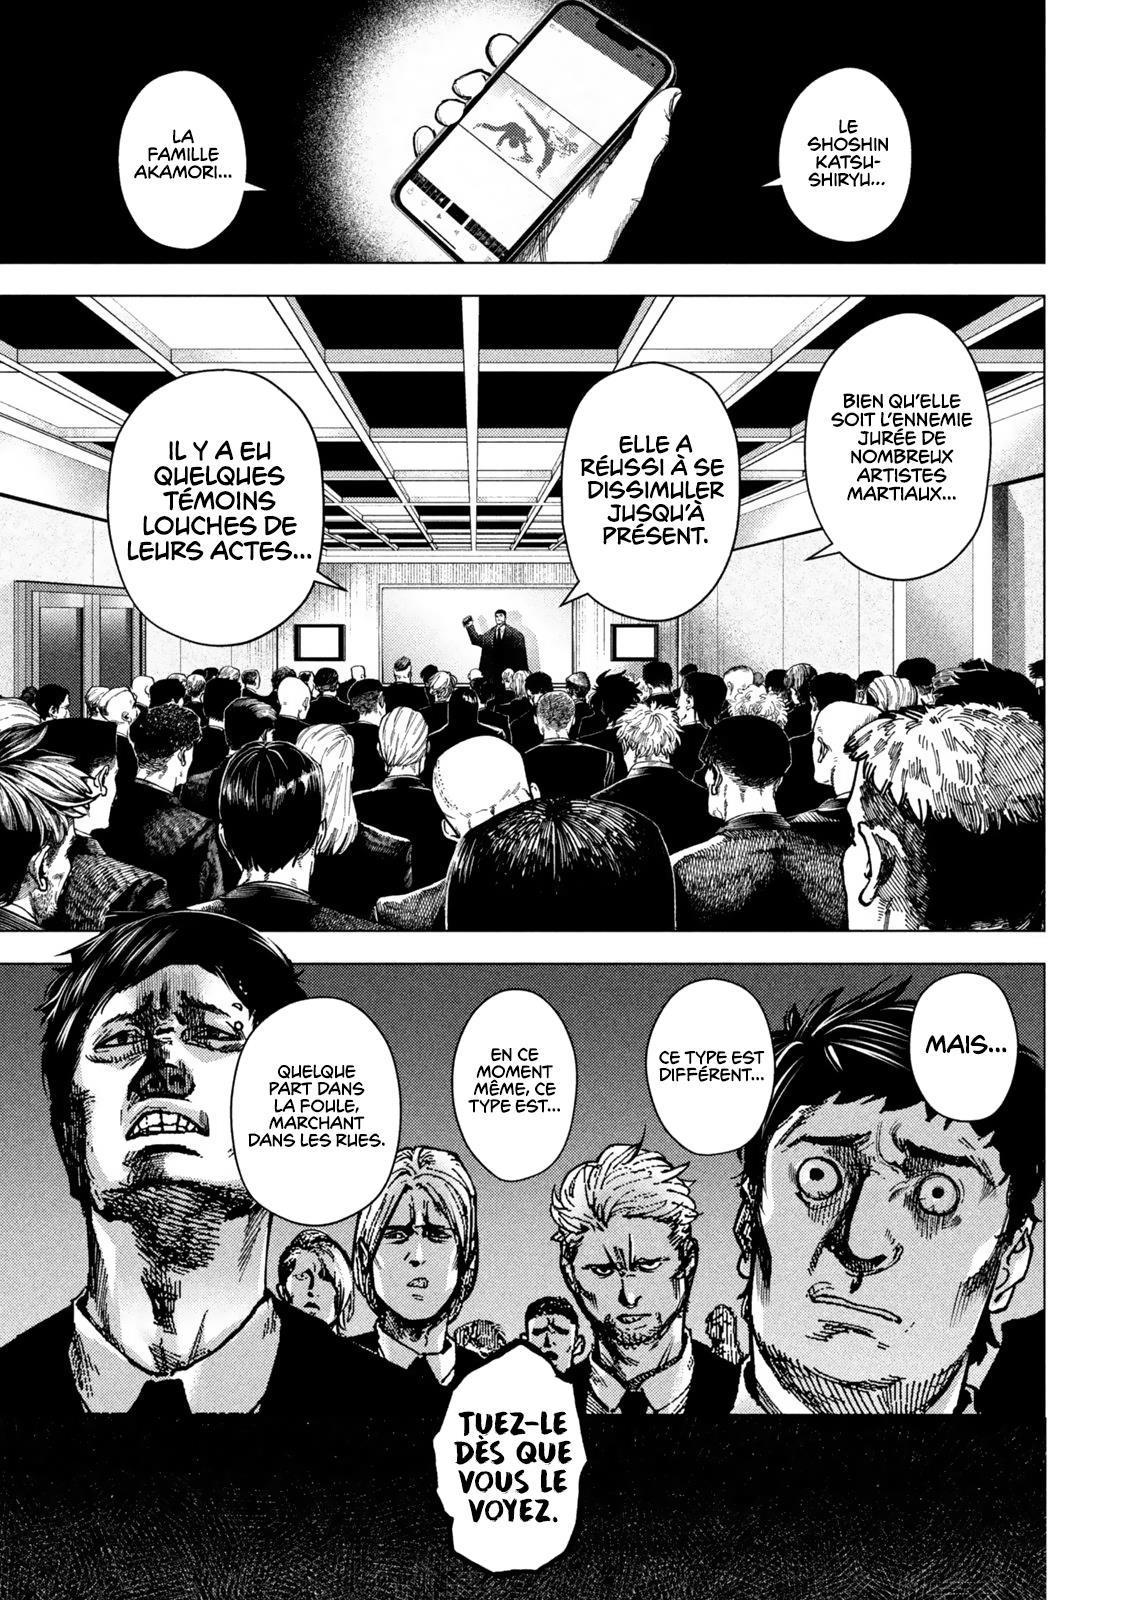 LE
SHOSHIN
KATSU-
SHIRYU...
LA
FAMILLE
AKAMORI...
BIEN QU'ELLE
SOIT L'ENNEMIE
JURÉE DE
NOMBREUX
ARTISTES
MARTIAUX...
ELLE A
RÉUSSI À SE
DISSIMULER
JUSQU'À
PRÉSENT.
IL Y A EU
QUELQUES
TÉMOINS
LOUCHES DE
LEURS ACTES...
MAIS...
CE TYPE EST
DIFFÉRENT...
EN CE
MOMENT
MÊME, CE
TYPE EST...
QUELQUE
PART DANS
LA FOULE,
MARCHANT
DANS LES RUES.
TUEZ-LE
DÈS QUE
VOUS LE
VOYEZ.